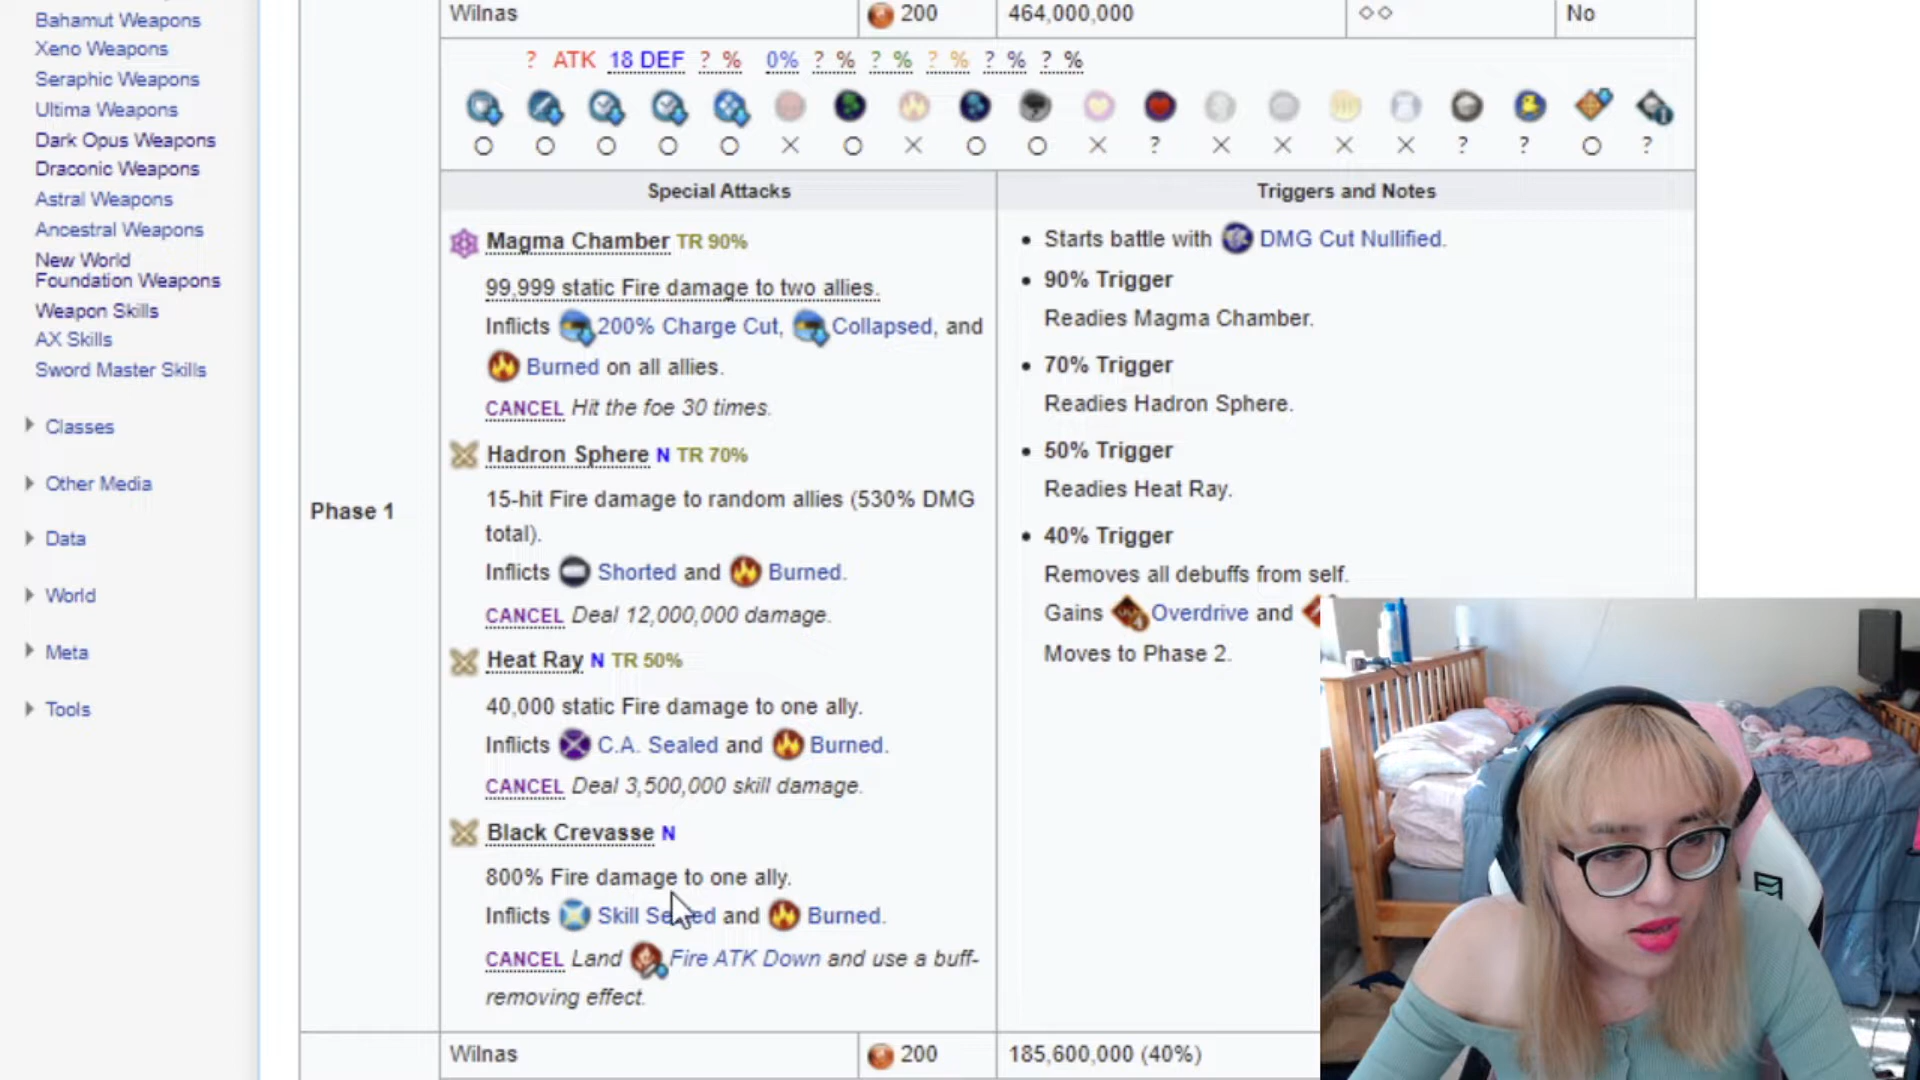 Bahamut Weapons
Xeno Weapons
Seraphic Weapons
Ultima Weapons
Dark Opus Weapons
Draconic Weapons
Astral Weapons
Ancestral Weapons
New World
Foundation Weapons
Weapon Skills
AX Skills
Sword Master Skills
Classes
Other Media
Data
World
Meta
Tools
Wilnas 200 464,000,000 ◇◇ No
? ATK 18 DEF ? % 0% ? % ? % ? % ? % ? %
○ ○ ○ ○ ○ × ○ × ○ ○ × ? × × × × ? ? ○ ?
Phase 1
Special Attacks
Magma Chamber TR 90%
99,999 static Fire damage to two allies.
Inflicts 200% Charge Cut, Collapsed, and
Burned on all allies.
CANCEL Hit the foe 30 times.
Hadron Sphere N TR 70%
15-hit Fire damage to random allies (530% DMG
total).
Inflicts Shorted and Burned.
CANCEL Deal 12,000,000 damage.
Heat Ray N TR 50%
40,000 static Fire damage to one ally.
Inflicts C.A. Sealed and Burned.
CANCEL Deal 3,500,000 skill damage.
Black Crevasse N
800% Fire damage to one ally.
Inflicts Skill Sealed and Burned.
CANCEL Land Fire ATK Down and use a buff-
removing effect.
Triggers and Notes
Starts battle with DMG Cut Nullified.
90% Trigger
Readies Magma Chamber.
70% Trigger
Readies Hadron Sphere.
50% Trigger
Readies Heat Ray.
40% Trigger
Removes all debuffs from self.
Gains Overdrive and
Moves to Phase 2.
Wilnas 200 185,600,000 (40%)